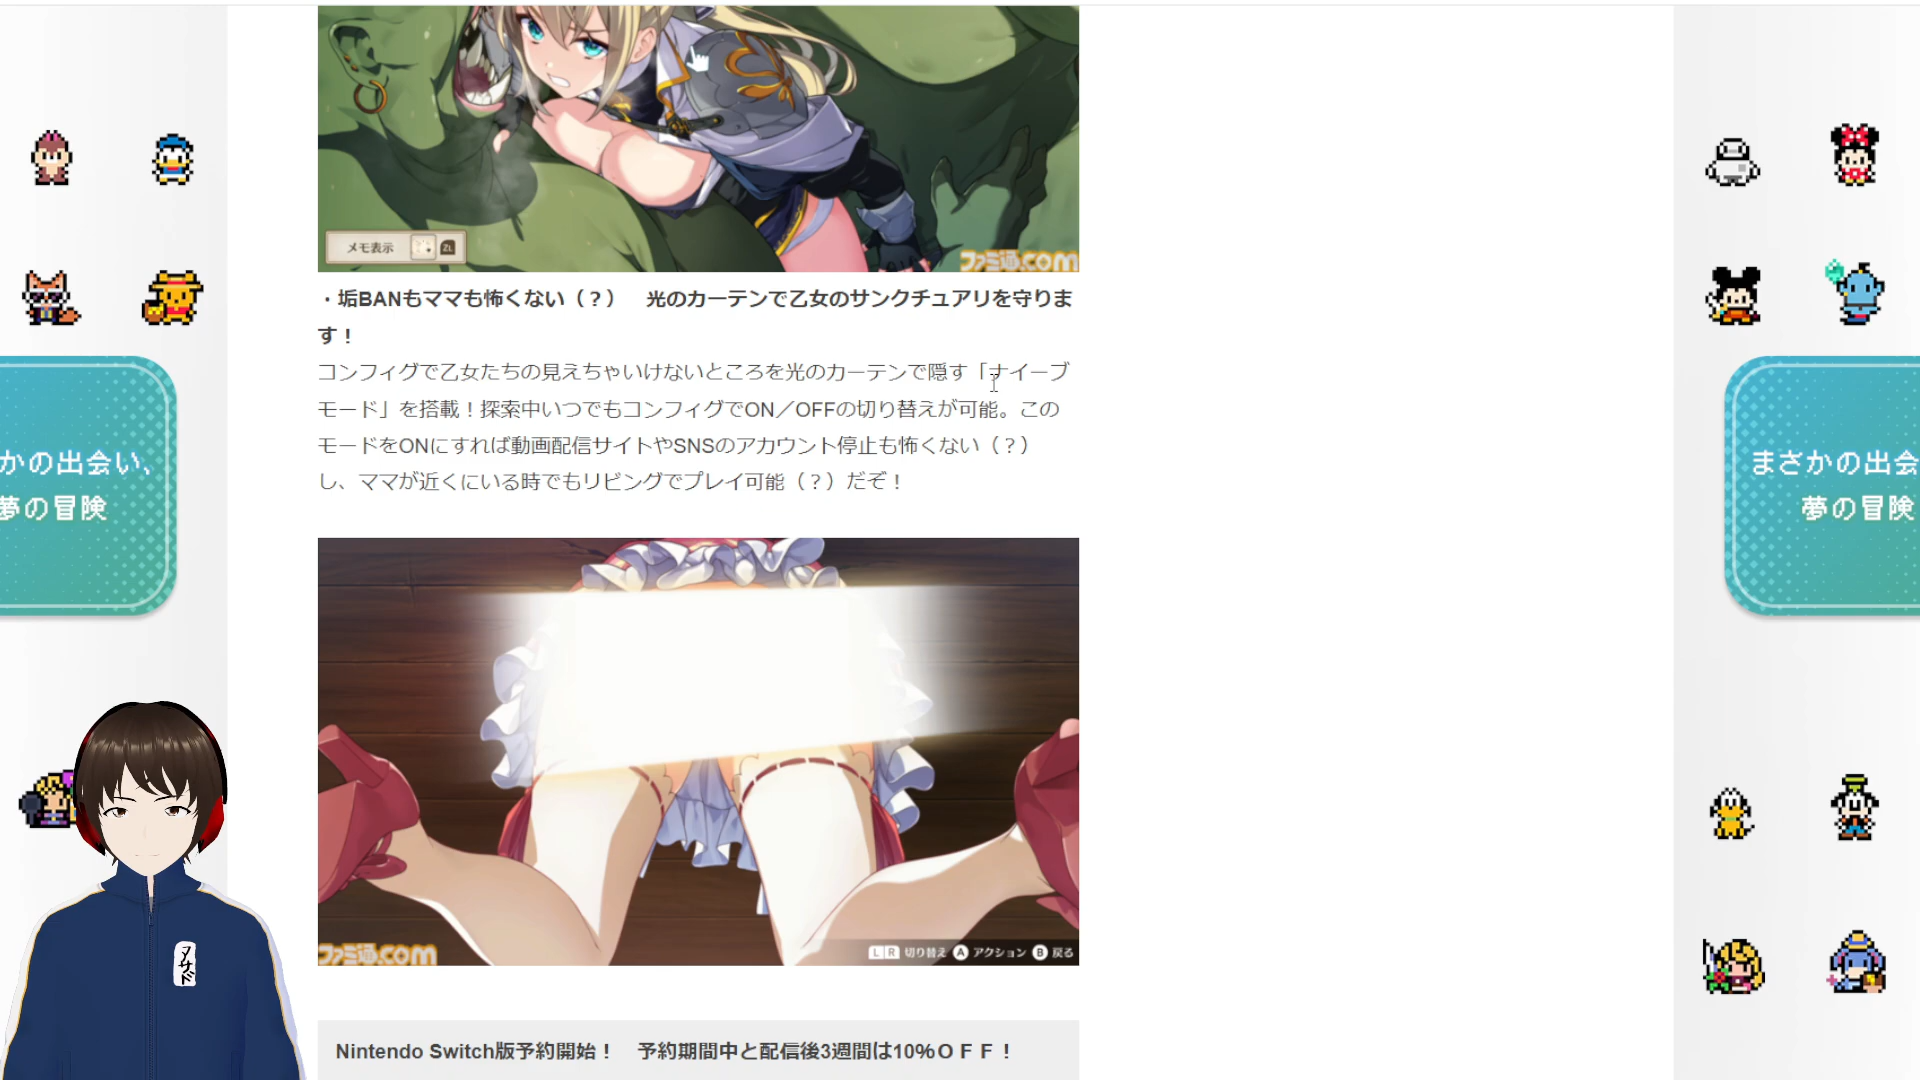 メモ表示 ZL
ファミ通.com
・垢BANもママも怖くない（？）　光のカーテンで乙女のサンクチュアリを守りま
す！
コンフィグで乙女たちの見えちゃいけないところを光のカーテンで隠す「ナイーブ
モード」を搭載！探索中いつでもコンフィグでON／OFFの切り替えが可能。この
モードをONにすれば動画配信サイトやSNSのアカウント停止も怖くない（？）
し、ママが近くにいる時でもリビングでプレイ可能（？）だぞ！
かの出会い、
夢の冒険
まさかの出会
夢の冒険
ファミ通.com
L R 切り替え A アクション B 戻る
Nintendo Switch版予約開始！　予約期間中と配信後3週間は10%ＯＦＦ！